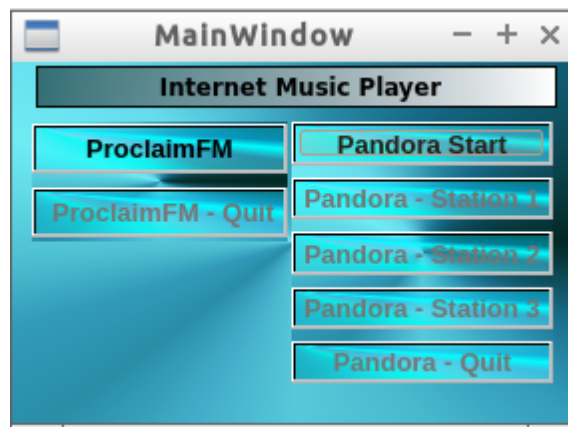 MainWindow
Internet Music Player
ProclaimFM
ProclaimFM - Quit
Pandora Start
Pandora - Station 1
Pandora - Station 2
Pandora - Station 3
Pandora - Quit